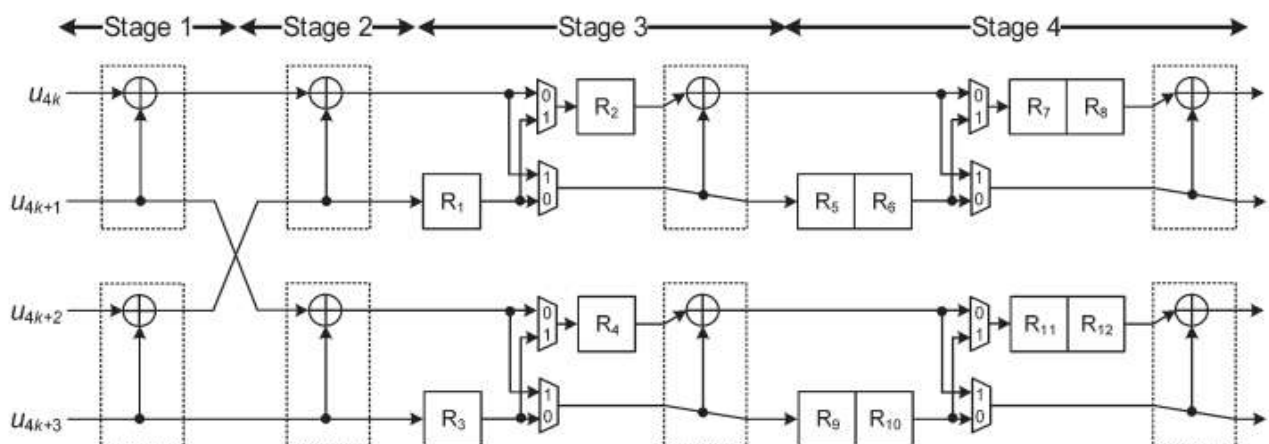 Stage 1 Stage 2 Stage 3 Stage 4
u4k 0 1 R2 0 1 R7 R8
u4k+1 R1 1 0 R5 R6 1 0
u4k+2 0 1 R4 0 1 R11 R12
u4k+3 R3 1 0 R9 R10 1 0